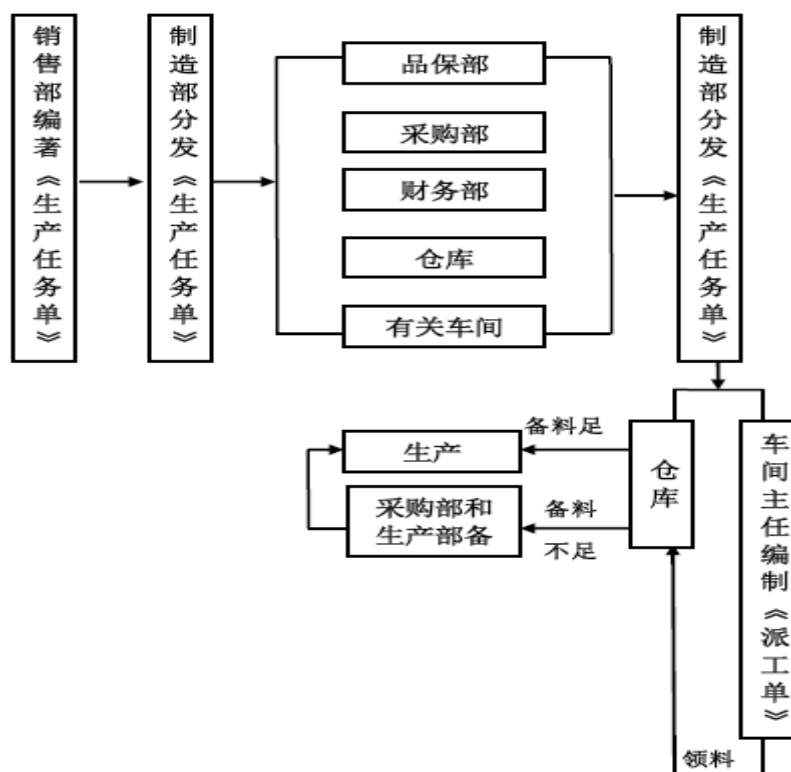 销售部编著《生产任务单》
制造部分发《生产任务单》
品保部
采购部
财务部
仓库
有关车间
制造部分发《生产任务单》
备料足
生产
仓库
车间主任编制《派工单》
采购部和
生产部备
备料
不足
领料